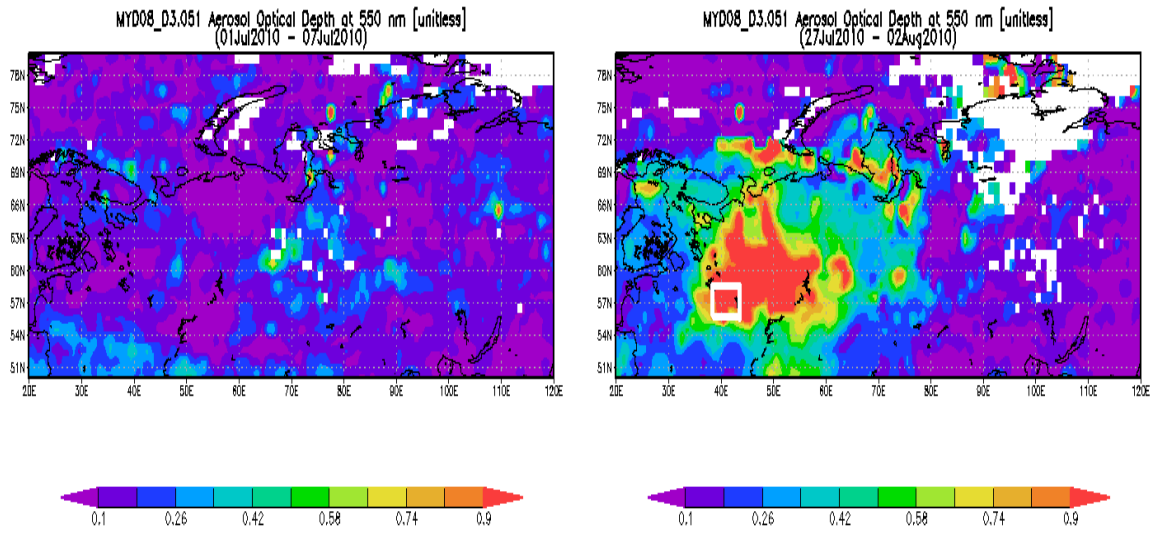 MYD08_D3.051 Aerosol Optical Depth at 550 nm [unitless]
(01Jul2010 - 07Jul2010)
78N
75N
72N
69N
66N
63N
60N
57N
54N
51N
20E 30E 40E 50E 60E 70E 80E 90E 100E 110E 120E
0.1 0.26 0.42 0.58 0.74 0.9
MYD08_D3.051 Aerosol Optical Depth at 550 nm [unitless]
(27Jul2010 - 02Aug2010)
78N
75N
72N
69N
66N
63N
60N
57N
54N
51N
20E 30E 40E 50E 60E 70E 80E 90E 100E 110E 120E
0.1 0.26 0.42 0.58 0.74 0.9